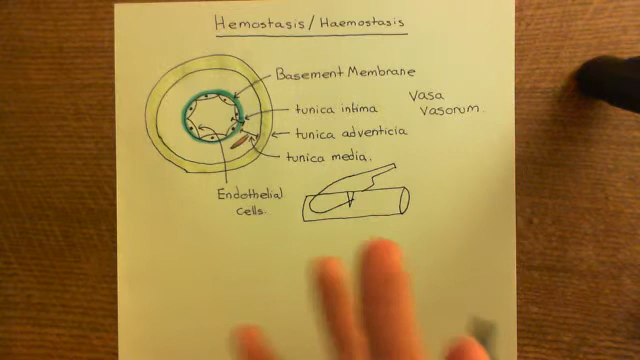 Hemostasis/Haemostasis
Basement Membrane
Vasa
Vasorum.
tunica intima
tunica adventicia
tunica media.
Endothelial
cells.